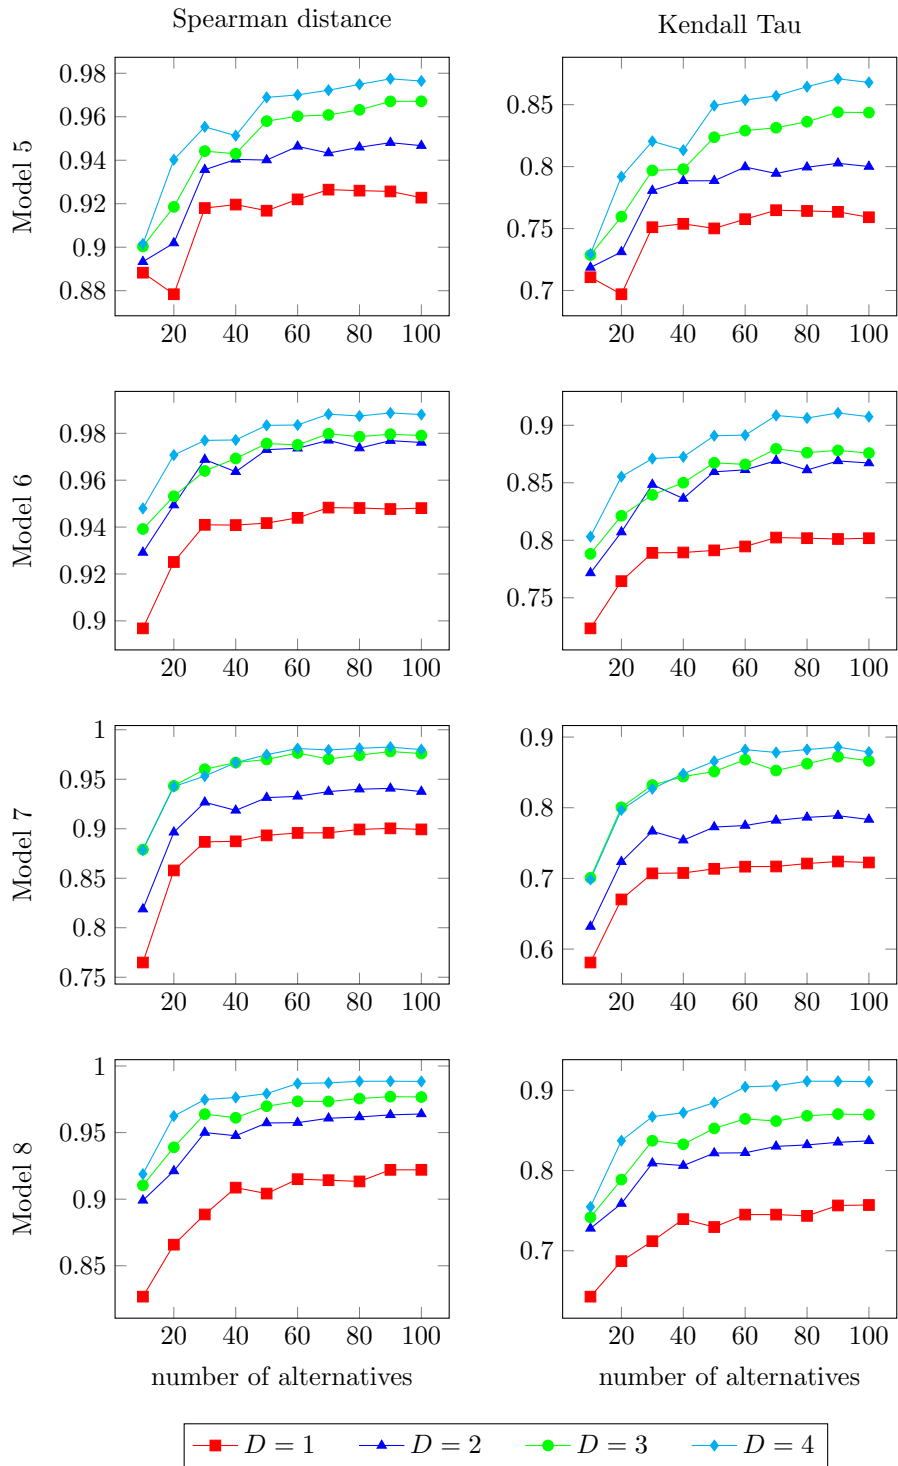 Spearman distance
Kendall Tau
Model 5
0.98
0.96
0.94
0.92
0.9
0.88
20 40 60 80 100
0.85
0.8
0.75
0.7
20 40 60 80 100
Model 6
0.98
0.96
0.94
0.92
0.9
20 40 60 80 100
0.9
0.85
0.8
0.75
20 40 60 80 100
Model 7
1
0.95
0.9
0.85
0.8
0.75
20 40 60 80 100
0.9
0.8
0.7
0.6
20 40 60 80 100
Model 8
1
0.95
0.9
0.85
20 40 60 80 100
number of alternatives
0.9
0.8
0.7
20 40 60 80 100
number of alternatives
D = 1 D = 2 D = 3 D = 4